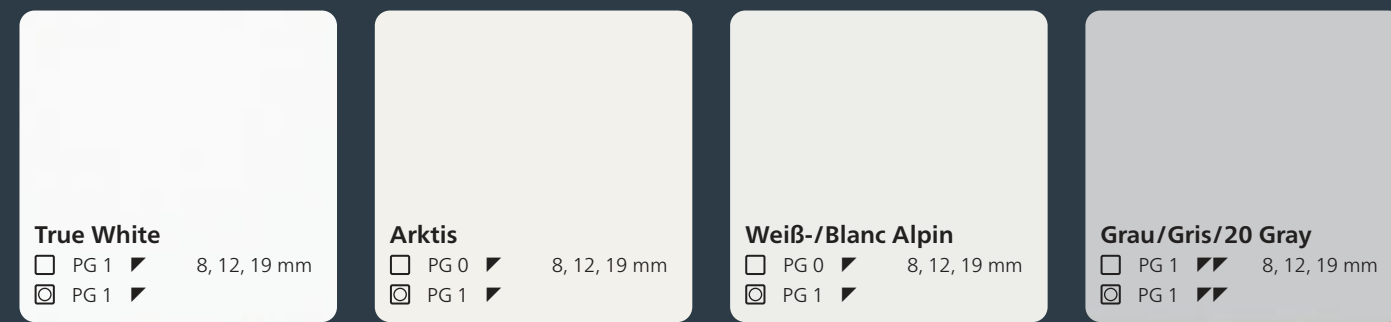 True White
PG 1 8, 12, 19 mm
PG 1
Arktis
PG 0 8, 12, 19 mm
PG 1
Weiß-/Blanc Alpin
PG 0 8, 12, 19 mm
PG 1
Grau/Gris/20 Gray
PG 1 8, 12, 19 mm
PG 1